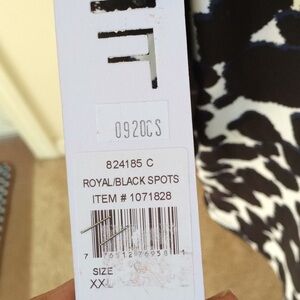 0920CS
824185 C
ROYAL/BLACK SPOTS
ITEM # 1071828
SIZE
XXL